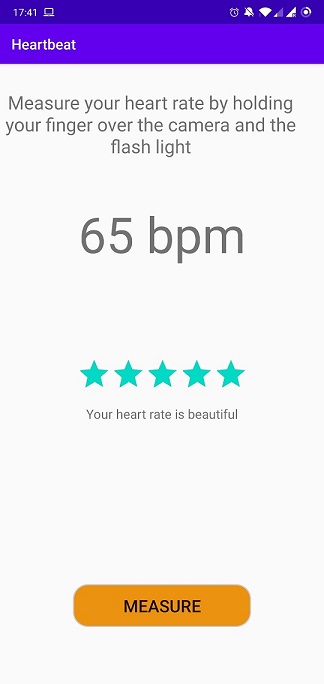 17:41
Heartbeat
Measure your heart rate by holding
your finger over the camera and the
flash light
65 bpm
Your heart rate is beautiful
MEASURE